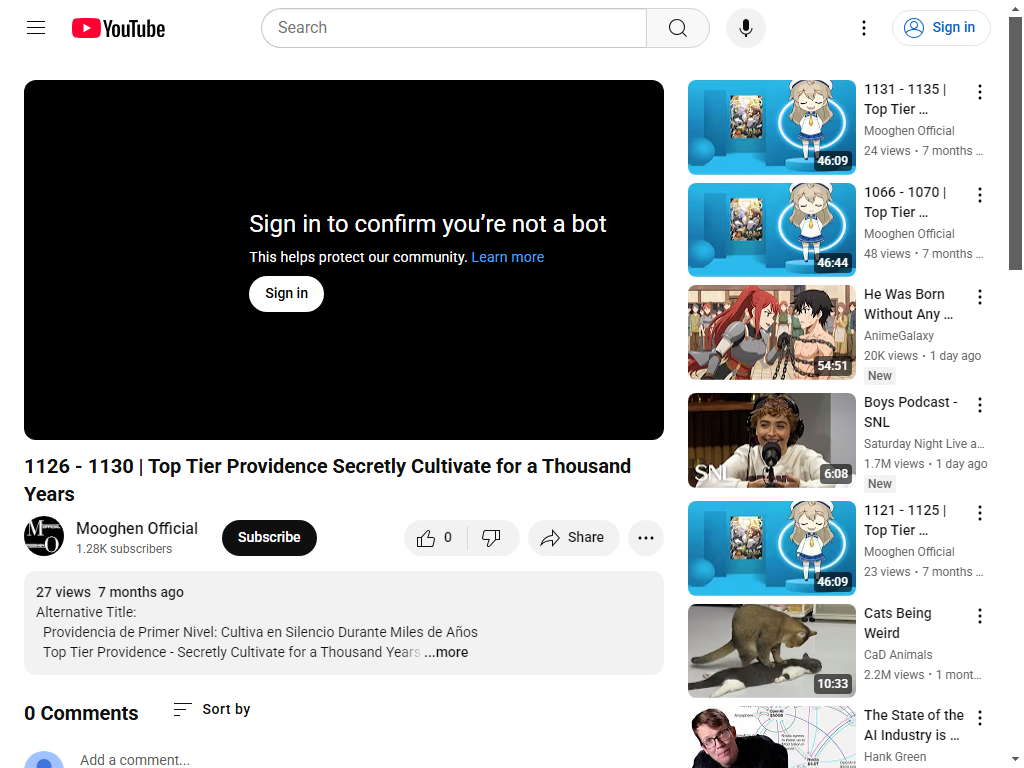 YouTube
Search
Sign in
Sign in to confirm you’re not a bot
This helps protect our community. Learn more
Sign in
1126 - 1130 | Top Tier Providence Secretly Cultivate for a Thousand
Years
Mooghen Official
1.28K subscribers
Subscribe
0
Share
27 views 7 months ago
Alternative Title:
Providencia de Primer Nivel: Cultiva en Silencio Durante Miles de Años
Top Tier Providence - Secretly Cultivate for a Thousand Years ...more
0 Comments
Sort by
Add a comment...
46:09
1131 - 1135 |
Top Tier ...
Mooghen Official
24 views • 7 months ...
46:44
1066 - 1070 |
Top Tier ...
Mooghen Official
48 views • 7 months ...
54:51
He Was Born
Without Any ...
AnimeGalaxy
20K views • 1 day ago
New
SNL
6:08
Boys Podcast -
SNL
Saturday Night Live a...
1.7M views • 1 day ago
New
46:09
1121 - 1125 |
Top Tier ...
Mooghen Official
23 views • 7 months ...
10:33
Cats Being
Weird
CaD Animals
2.2M views • 1 mont...
The State of the
AI Industry is ...
Hank Green